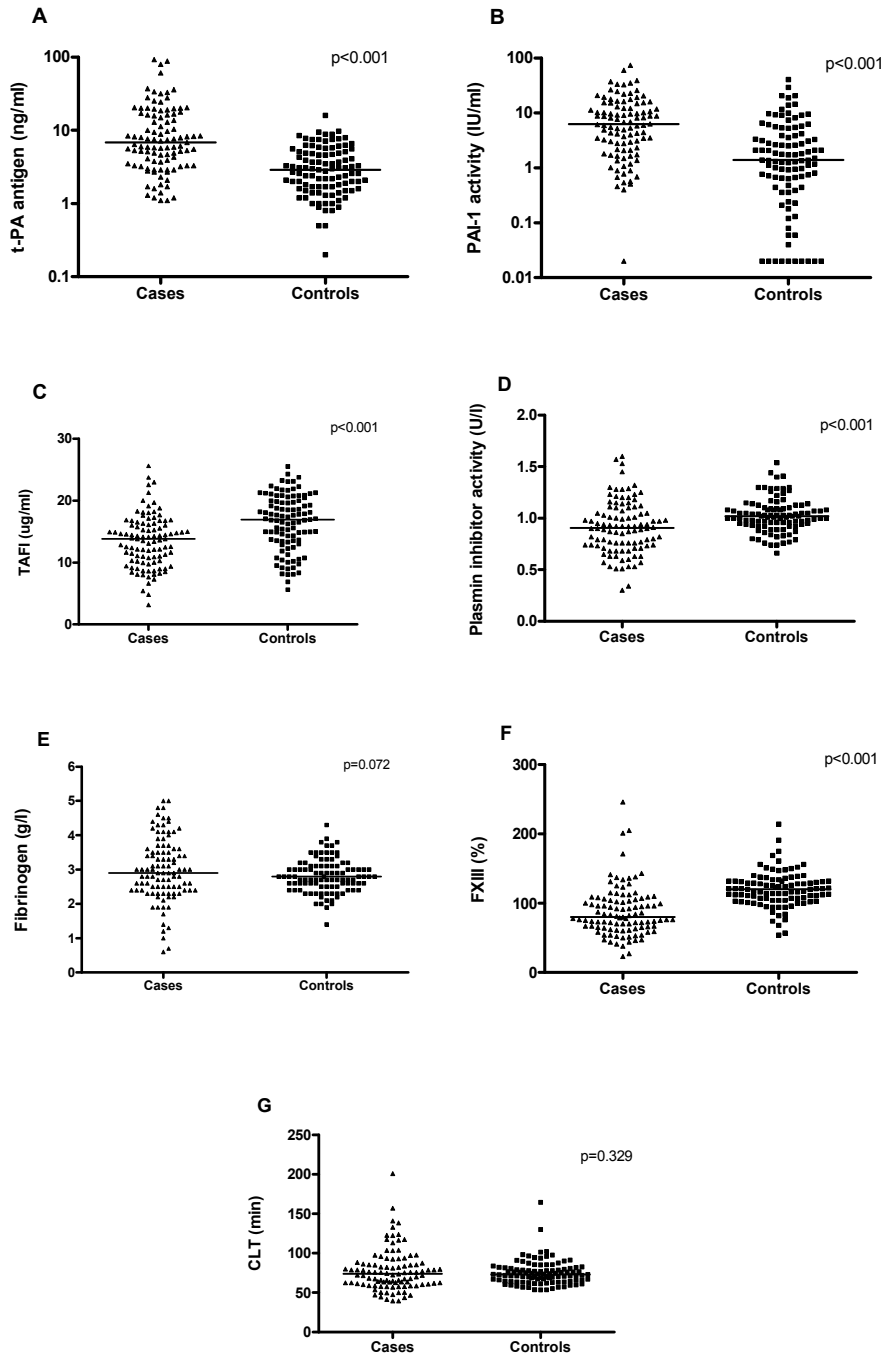 A
p<0.001
t-PA antigen (ng/ml)
100
10
1
0.1
Cases Controls
B
p<0.001
PAI-1 activity (IU/ml)
100
10
1
0.1
0.01
Cases Controls
C
p<0.001
TAFI (ug/ml)
30
20
10
0
Cases Controls
D
p<0.001
Plasmin inhibitor activity (U/l)
2.0
1.5
1.0
0.5
0.0
Cases Controls
E
p=0.072
Fibrinogen (g/l)
6
5
4
3
2
1
0
Cases Controls
F
p<0.001
FXIII (%)
300
200
100
0
Cases Controls
G
p=0.329
CLT (min)
250
200
150
100
50
0
Cases Controls